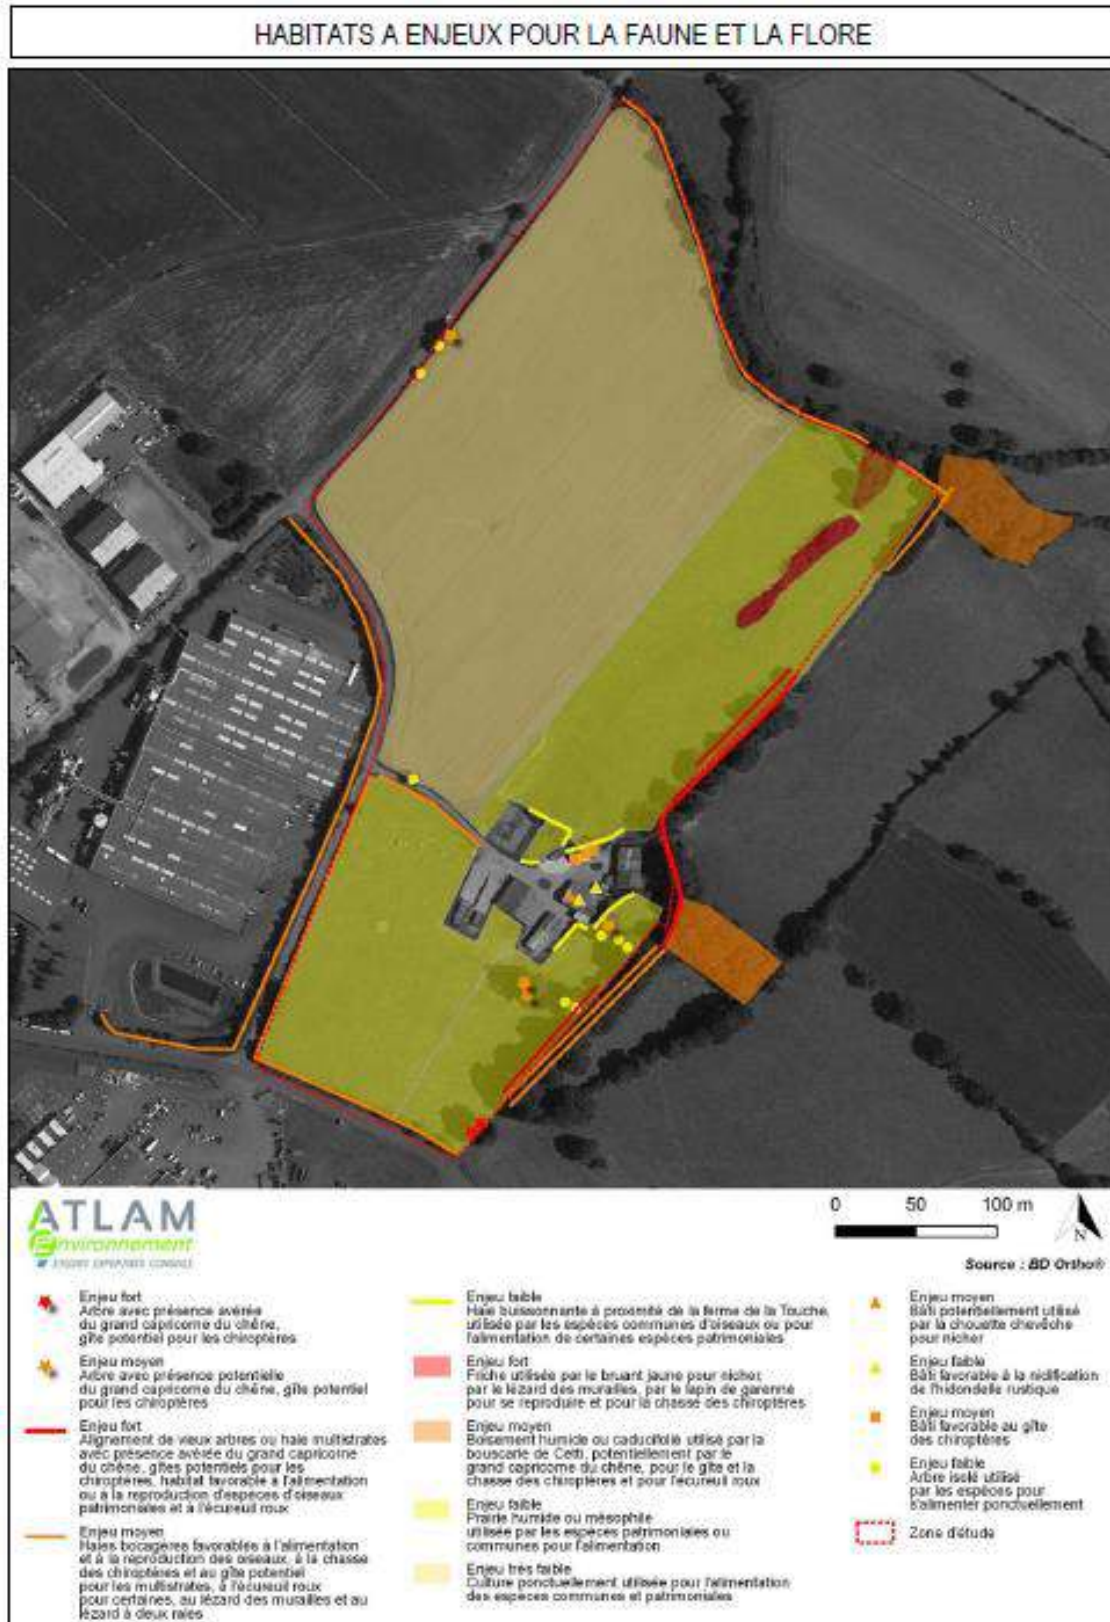 HABITATS A ENJEUX POUR LA FAUNE ET LA FLORE
ATLAM
Environnement
ETUDES EXPERTISES CONSEILS
0 50 100 m
N
Source : BD Ortho®
Enjeu fort
Arbre avec présence avérée
du grand capricorne du chêne,
gîte potentiel pour les chiroptères
Enjeu moyen
Arbre avec présence potentielle
du grand capricorne du chêne, gîte potentiel
pour les chiroptères
Enjeu fort
Alignement de vieux arbres ou haie multistrates
avec présence avérée du grand capricorne
du chêne, gîtes potentiels pour les
chiroptères, habitat favorable à l'alimentation
ou à la reproduction d'espèces d'oiseaux
patrimoniales et à l'écureuil roux
Enjeu moyen
Haies bocagères favorables à l'alimentation
et à la reproduction des oiseaux, à la chasse
des chiroptères et au gîte potentiel
pour les multistrates, à l'écureuil roux
pour certaines, au lézard des murailles et au
lézard à deux raies
Enjeu faible
Haie buissonnante à proximité de la ferme de la Touche,
utilisée par les espèces communes d'oiseaux ou pour
l'alimentation de certaines espèces patrimoniales
Enjeu fort
Friche utilisée par le bruant jaune pour nicher,
par le lézard des murailles, par le lapin de garenne
pour se reproduire et pour la chasse des chiroptères
Enjeu moyen
Boisement humide ou caducifolié utilisé par la
bouscarle de Cetti, potentiellement par le
grand capricorne du chêne, pour le gîte et la
chasse des chiroptères et pour l'écureuil roux
Enjeu faible
Prairie humide ou mésophile
utilisée par les espèces patrimoniales ou
communes pour l'alimentation
Enjeu très faible
Culture ponctuellement utilisée pour l'alimentation
des espèces communes et patrimoniales
Enjeu moyen
Bâti potentiellement utilisé
par la chouette chevêche
pour nicher
Enjeu faible
Bâti favorable à la nidification
de l'hirondelle rustique
Enjeu moyen
Bâti favorable au gîte
des chiroptères
Enjeu faible
Arbre isolé utilisé
par les espèces pour
s'alimenter ponctuellement
Zone d'étude